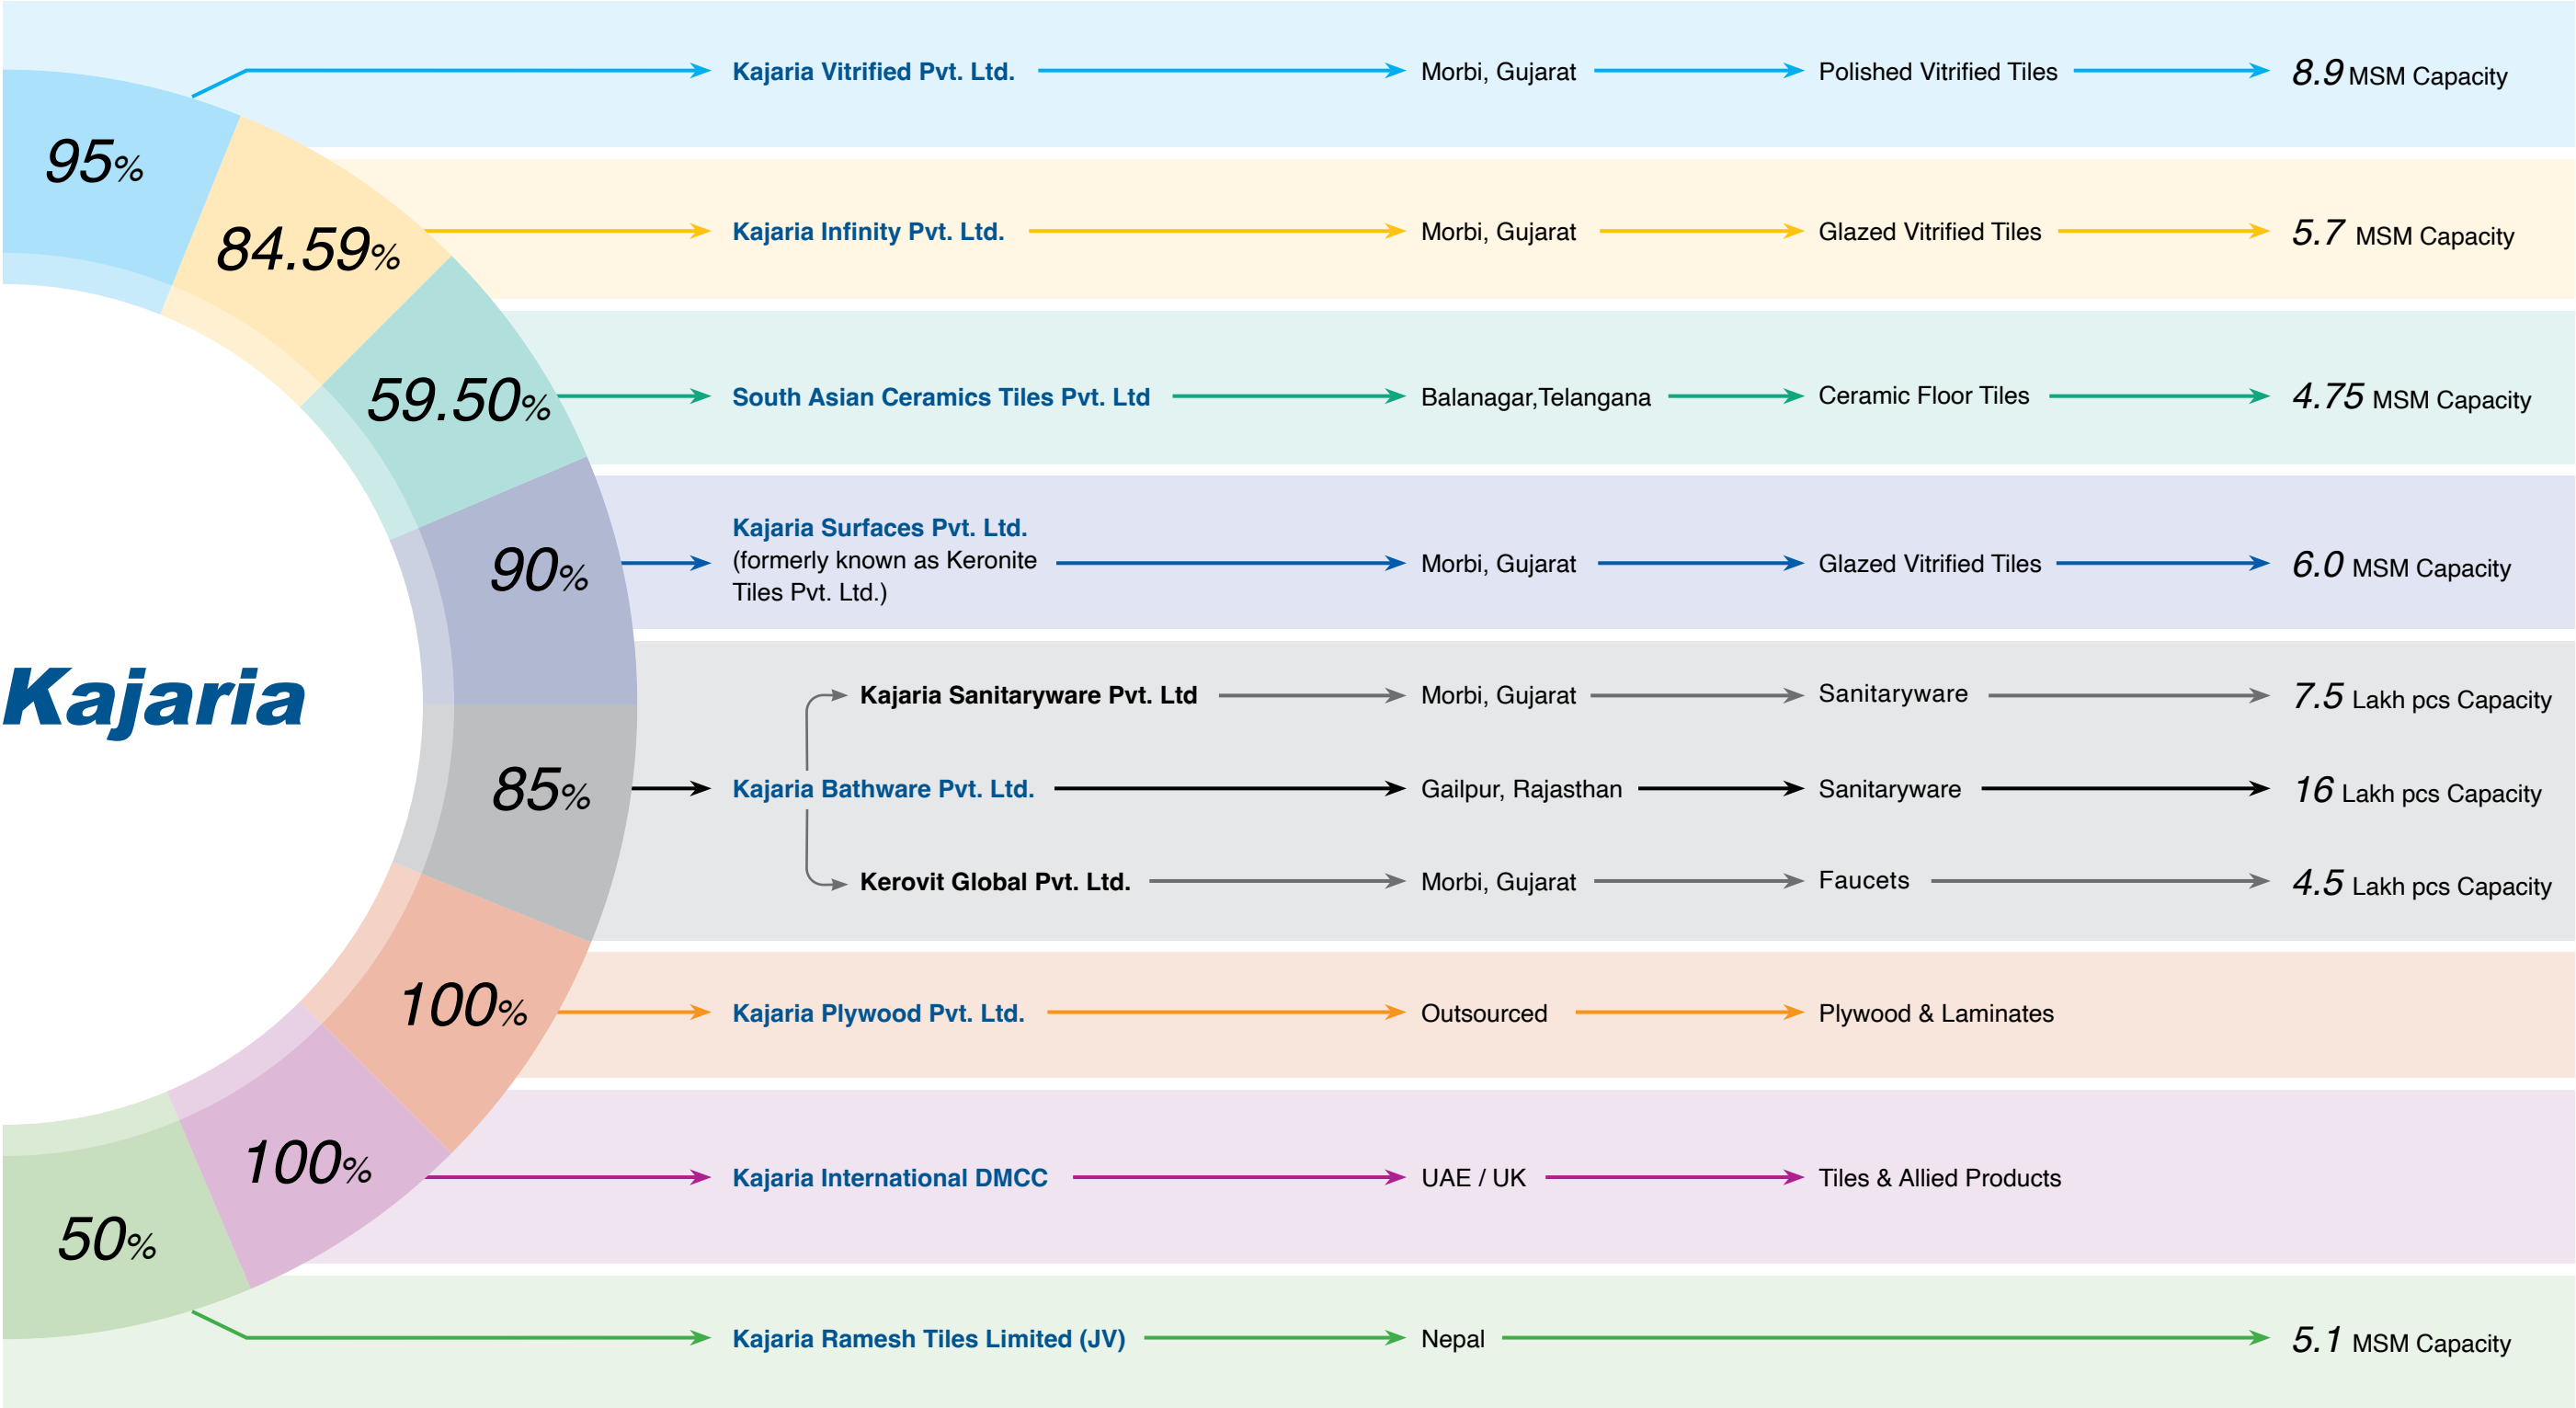 95%
Kajaria Vitrified Pvt. Ltd.
Morbi, Gujarat
Polished Vitrified Tiles
8.9 MSM Capacity
84.59%
Kajaria Infinity Pvt. Ltd.
Morbi, Gujarat
Glazed Vitrified Tiles
5.7 MSM Capacity
59.50%
South Asian Ceramics Tiles Pvt. Ltd
Balanagar,Telangana
Ceramic Floor Tiles
4.75 MSM Capacity
90%
Kajaria Surfaces Pvt. Ltd.
(formerly known as Keronite
Tiles Pvt. Ltd.)
Morbi, Gujarat
Glazed Vitrified Tiles
6.0 MSM Capacity
Kajaria
Kajaria Sanitaryware Pvt. Ltd
Morbi, Gujarat
Sanitaryware
7.5 Lakh pcs Capacity
85%
Kajaria Bathware Pvt. Ltd.
Gailpur, Rajasthan
Sanitaryware
16 Lakh pcs Capacity
Kerovit Global Pvt. Ltd.
Morbi, Gujarat
Faucets
4.5 Lakh pcs Capacity
100%
Kajaria Plywood Pvt. Ltd.
Outsourced
Plywood & Laminates
100%
Kajaria International DMCC
UAE / UK
Tiles & Allied Products
50%
Kajaria Ramesh Tiles Limited (JV)
Nepal
5.1 MSM Capacity